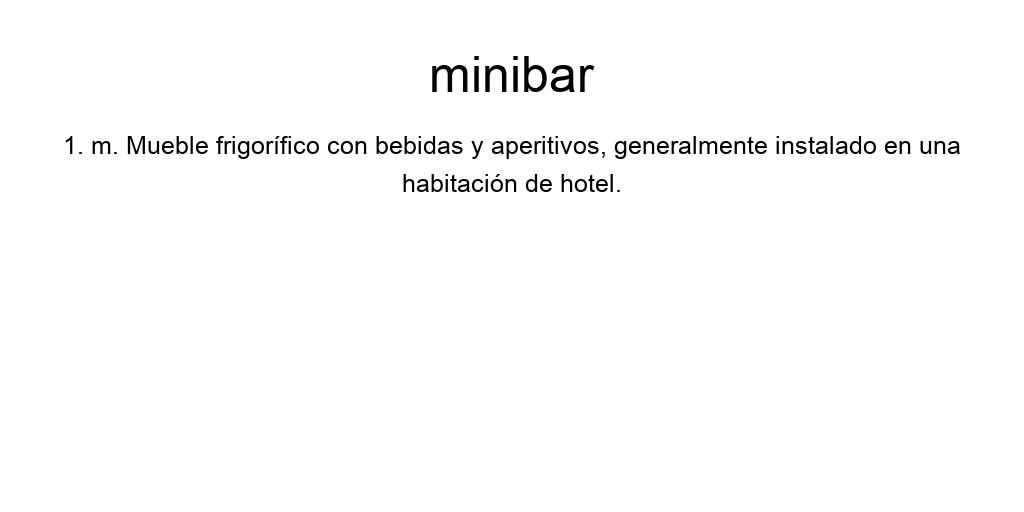 minibar
1. m. Mueble frigorífico con bebidas y aperitivos, generalmente instalado en una
habitación de hotel.